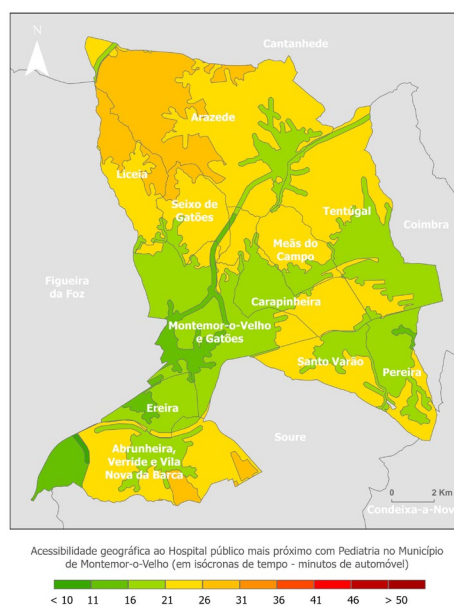 N
Cantanhede
Arazede
Liceia
Seixo de
Gatões
Tentúgal
Coimbra
Meãs do
Campo
Figueira
da Foz
Carapinheira
Montemor-o-Velho
e Gatões
Santo Varão
Pereira
Ereira
Soure
Abrunheira,
Verride e Vila
Nova da Barca
0 2 Km
Condeixa-a-Nov
Acessibilidade geográfica ao Hospital público mais próximo com Pediatria no Município
de Montemor-o-Velho (em isócronas de tempo - minutos de automóvel)
< 10 11 16 21 26 31 36 41 46 > 50